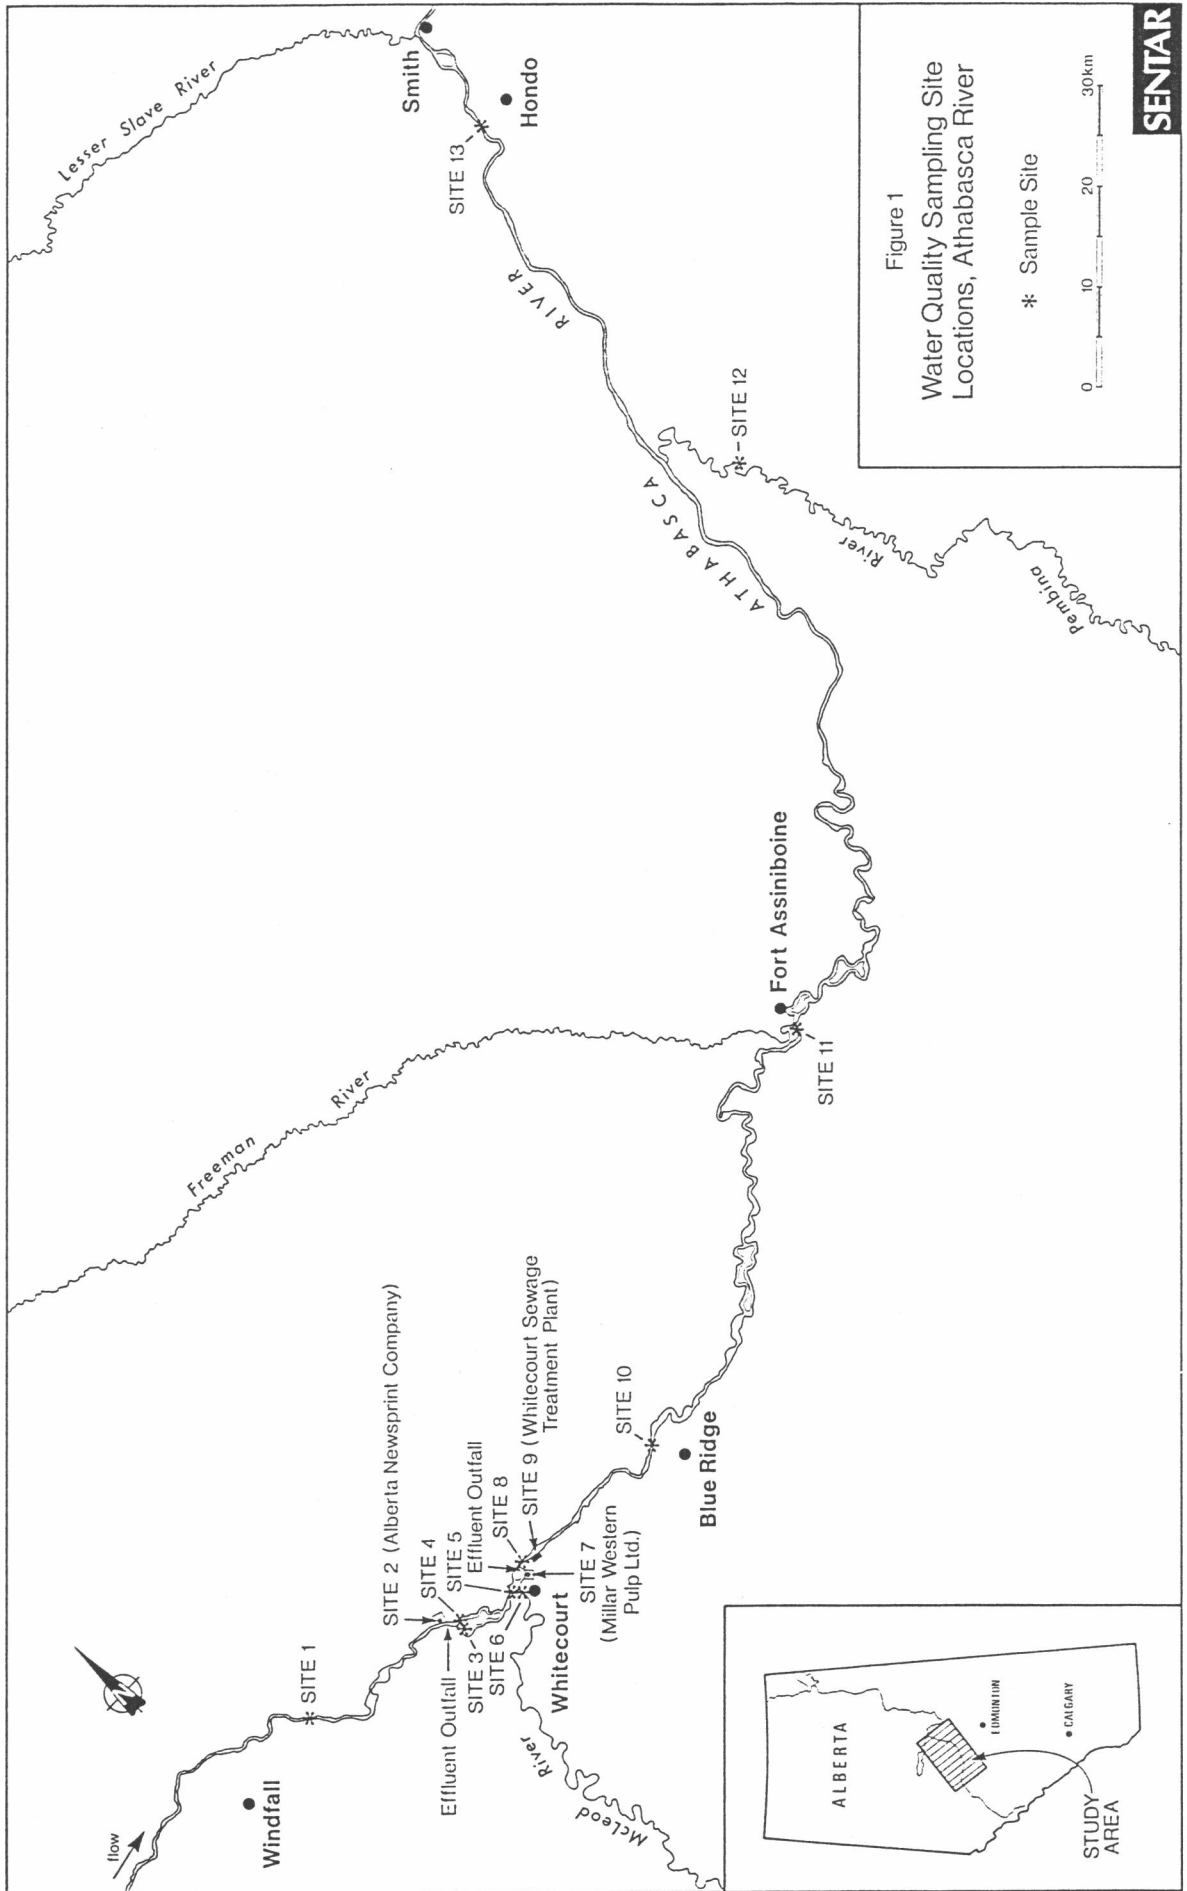 Lesser Slave River
Smith
Hondo
SITE 13
RIVER
SITE 12
ATHABASCA
River
Pembina
Fort Assiniboine
SITE 11
Freeman River
SITE 2 (Alberta Newsprint Company)
SITE 4
SITE 5
Effluent Outfall
SITE 8
SITE 9 (Whitecourt Sewage
Treatment Plant)
SITE 10
Blue Ridge
SITE 7
(Millar Western
Pulp Ltd.)
Whitecourt
SITE 6
SITE 3
Effluent Outfall
SITE 1
Windfall
flow
N
McLeod River
ALBERTA
EDMONTON
CALGARY
STUDY
AREA
Figure 1
Water Quality Sampling Site
Locations, Athabasca River
* Sample Site
0 10 20 30km
SENTAR